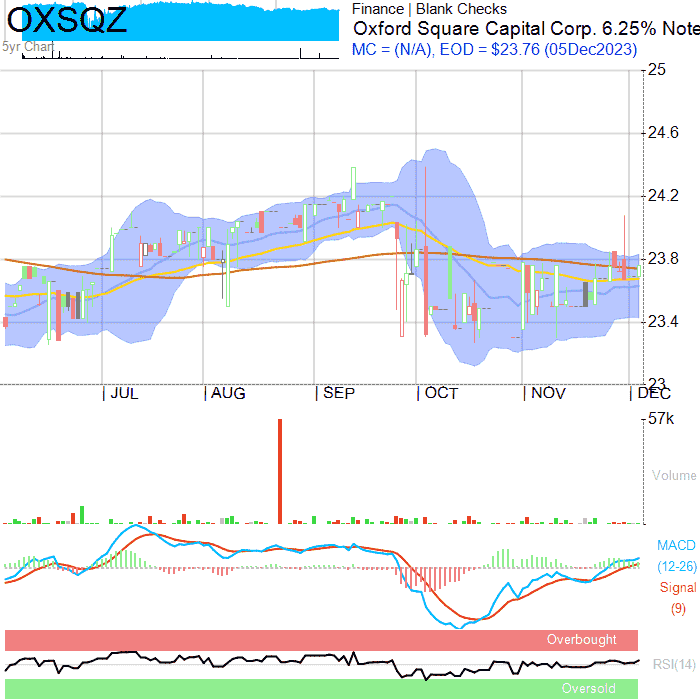 OXSQZ
5yr Chart
Finance | Blank Checks
Oxford Square Capital Corp. 6.25% Note
MC = (N/A), EOD = $23.76 (05Dec2023)
25
24.6
24.2
23.8
23.4
23
JUL AUG SEP OCT NOV DEC
57k
Volume
MACD
(12-26)
Signal
(9)
Overbought
RSI(14)
Oversold